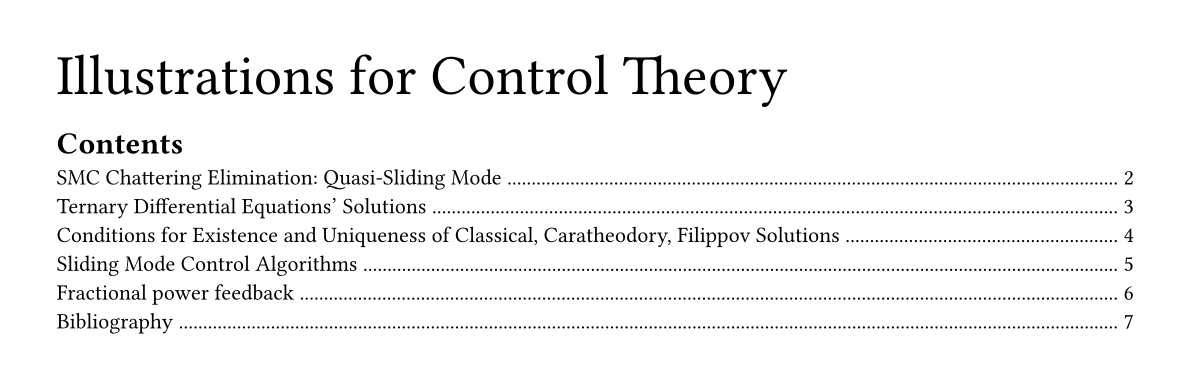 Illustrations for Control Theory
Contents
SMC Chattering Elimination: Quasi-Sliding Mode ........ 2
Ternary Differential Equations’ Solutions ........ 3
Conditions for Existence and Uniqueness of Classical, Caratheodory, Filippov Solutions ........ 4
Sliding Mode Control Algorithms ........ 5
Fractional power feedback ........ 6
Bibliography ........ 7